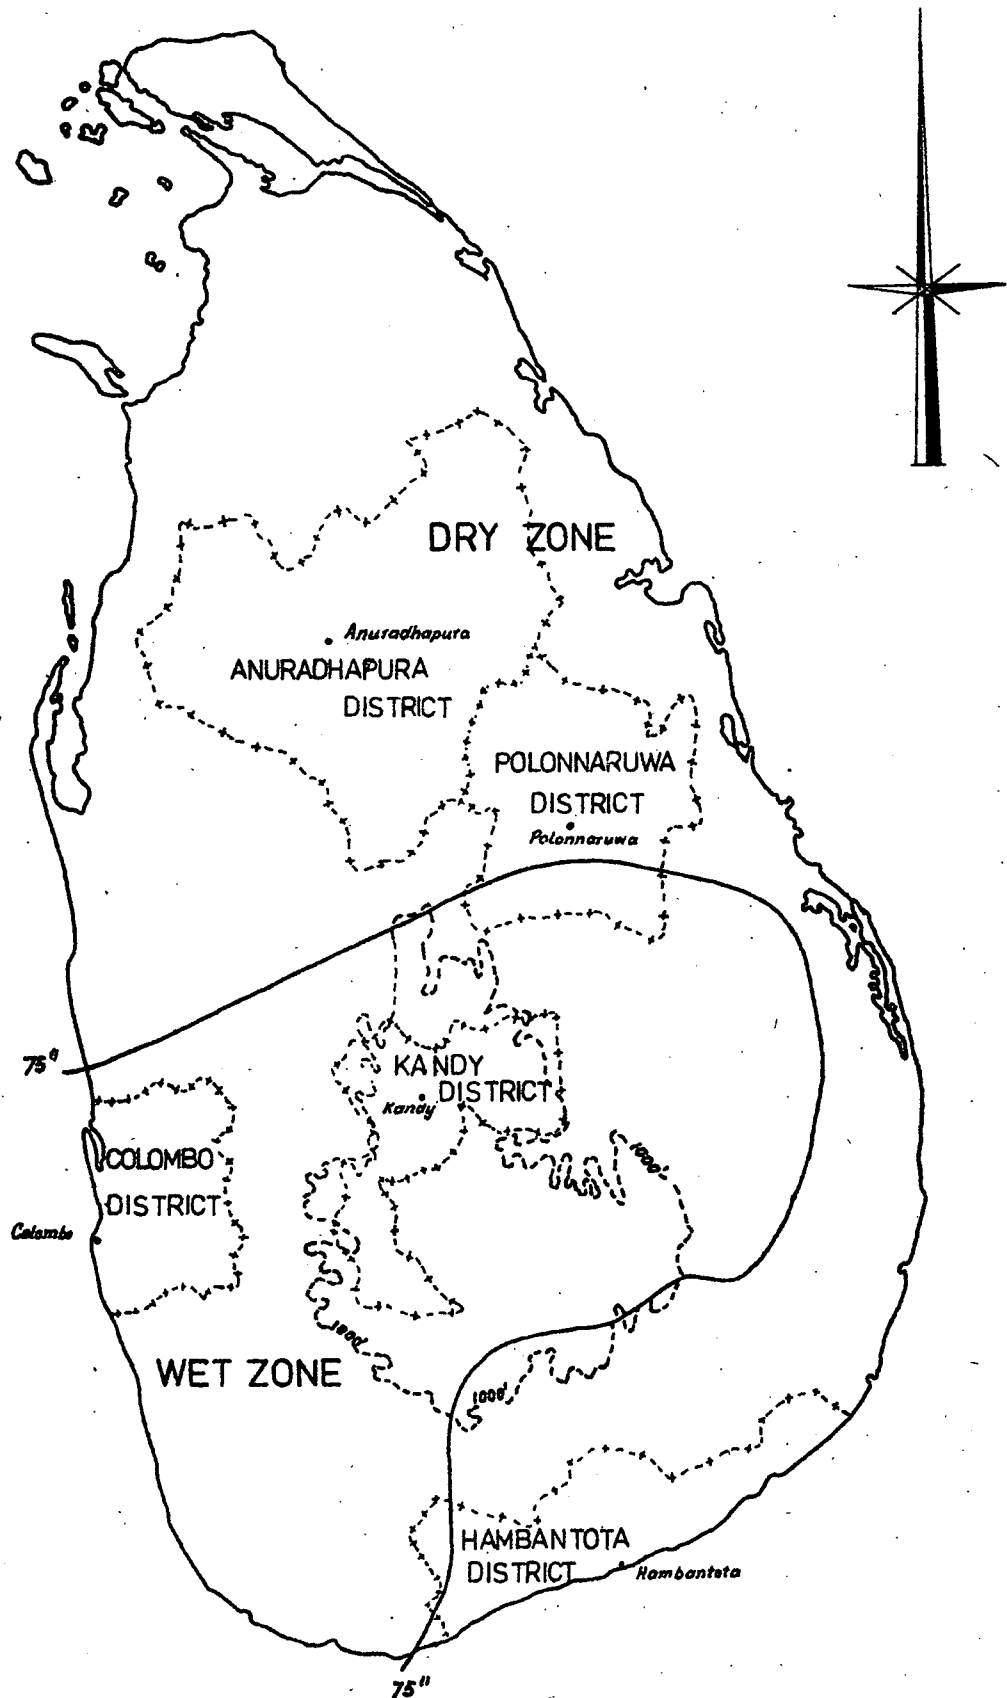 DRY ZONE
Anuradhapura
ANURADHAPURA
DISTRICT
POLONNARUWA
DISTRICT
Polonnaruwa
75"
KANDY
DISTRICT
Kandy
COLOMBO
DISTRICT
Colombo
1000'
1000'
WET ZONE
1000'
HAMBANTOTA
DISTRICT
Hambantota
75"